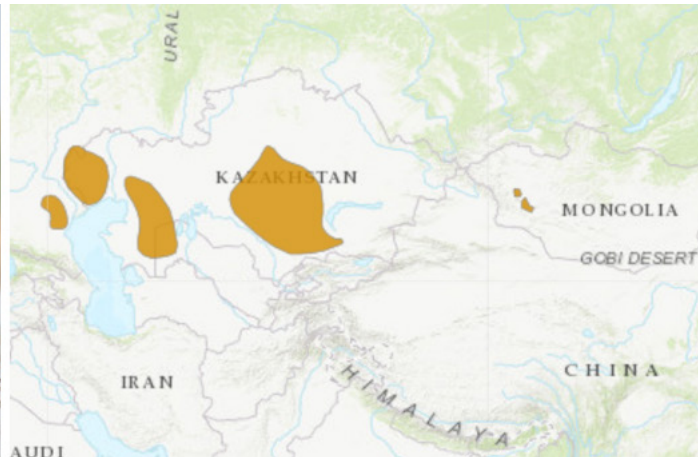 URAL
KAZAKHSTAN
MONGOLIA
GOBI DESERT
CHINA
IRAN
HIMALAYA
AUDI